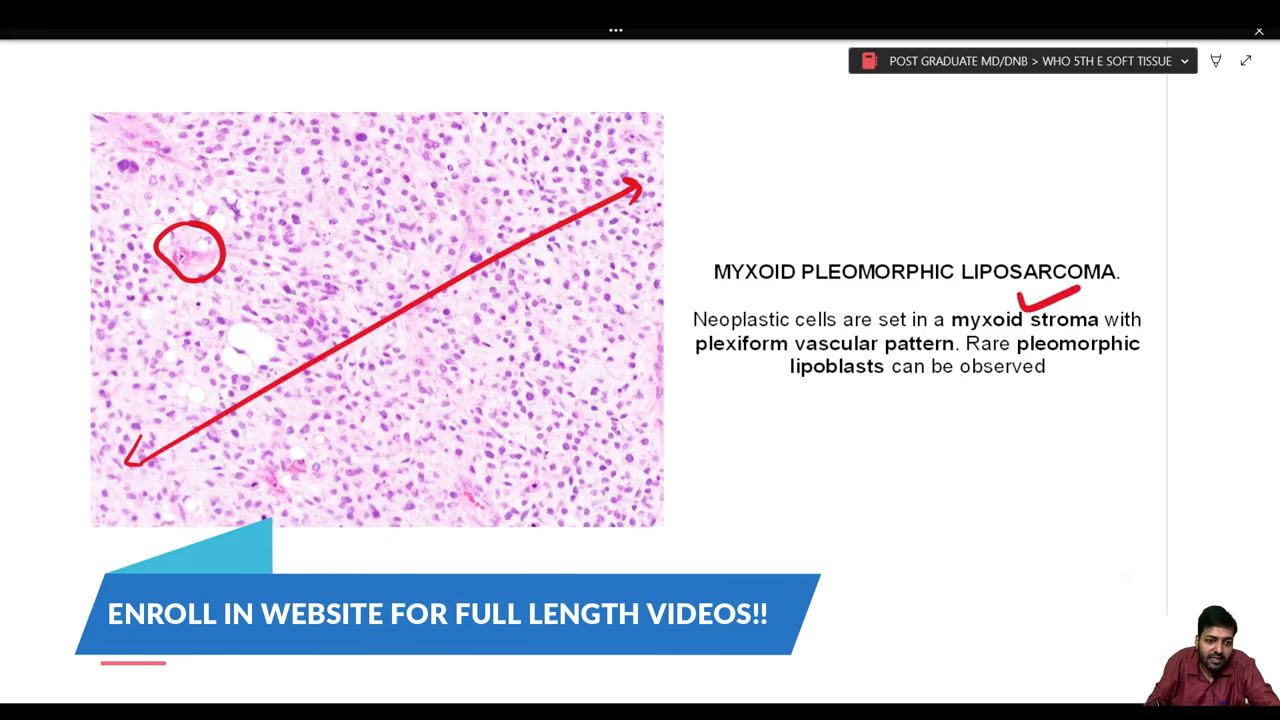 POST GRADUATE MD/DNB > WHO 5TH E SOFT TISSUE
MYXOID PLEOMORPHIC LIPOSARCOMA.
Neoplastic cells are set in a myxoid stroma with
plexiform vascular pattern. Rare pleomorphic
lipoblasts can be observed
ENROLL IN WEBSITE FOR FULL LENGTH VIDEOS!!